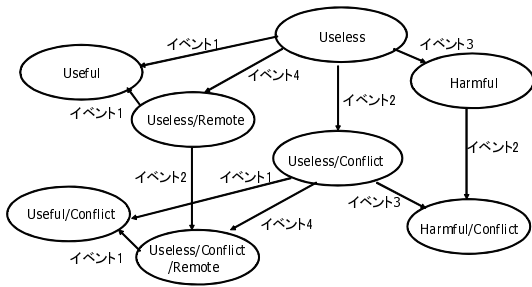 Useless
イベント1
イベント3
Useful
イベント4
Harmful
イベント1
Useless/Remote
イベント2
イベント2
Useless/Conflict
イベント2
イベント1
イベント3
Useful/Conflict
イベント4
Harmful/Conflict
イベント1
Useless/Conflict
/Remote